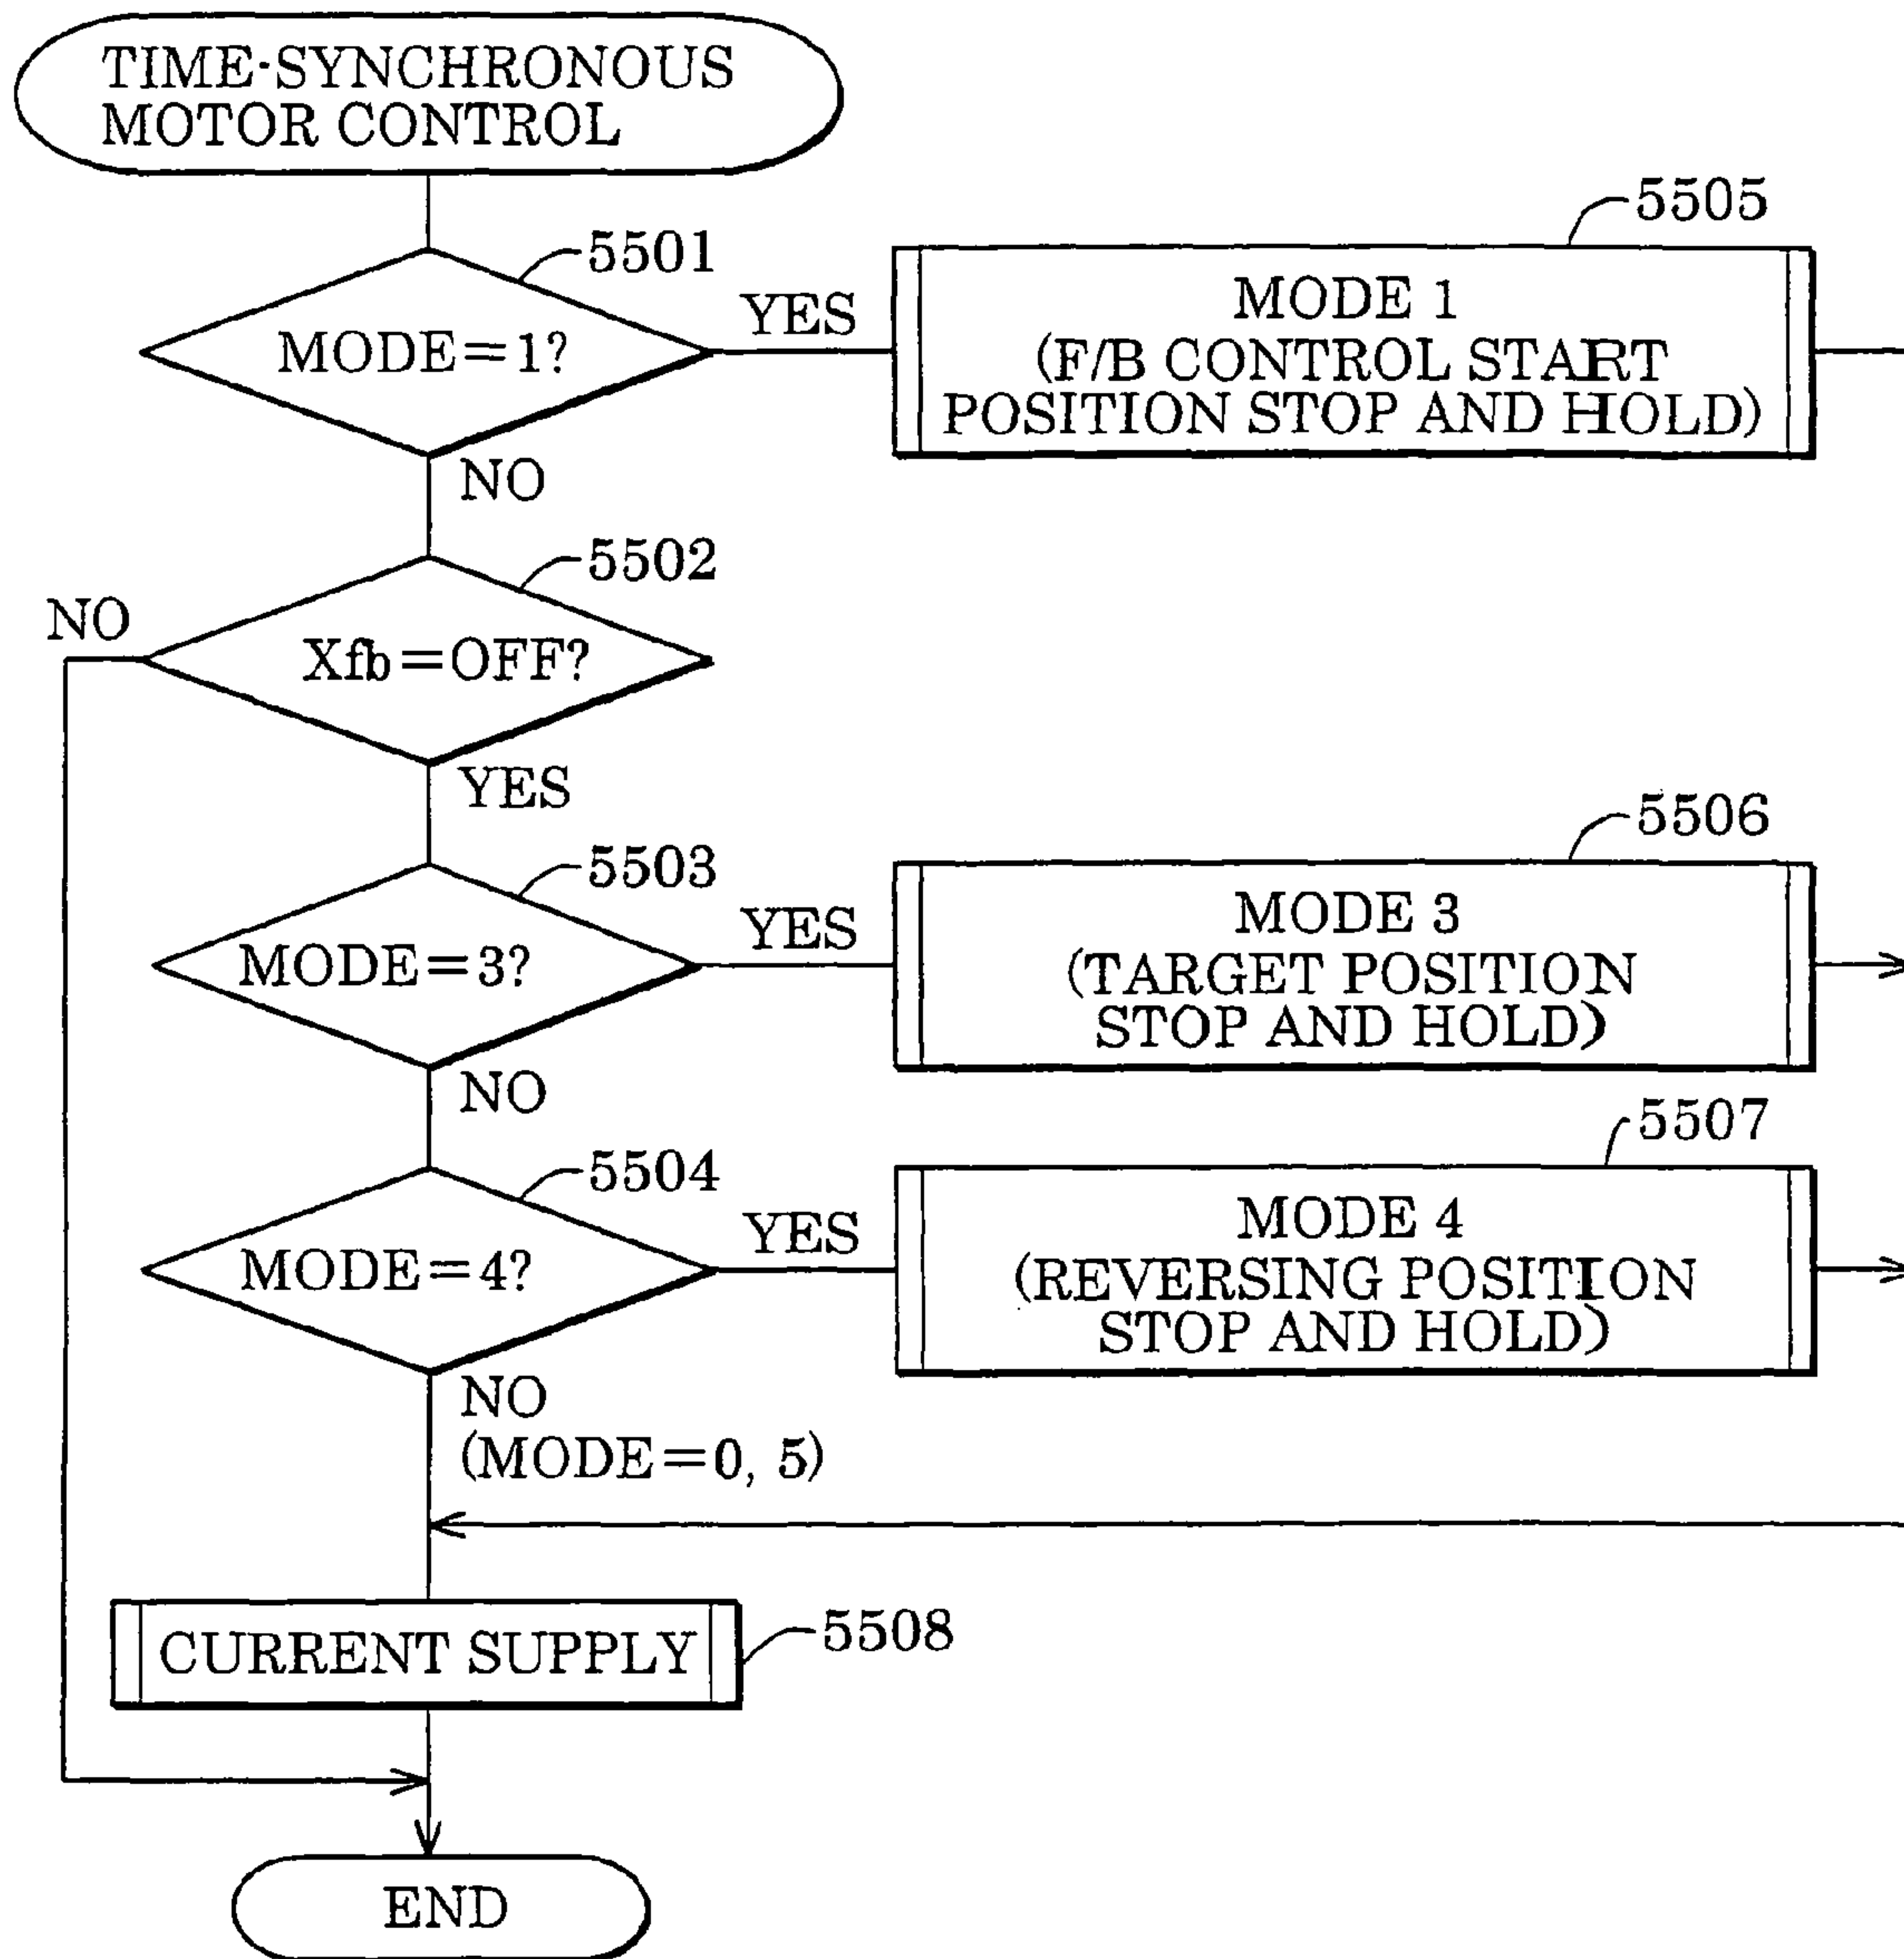 TIME-SYNCHRONOUS
MOTOR CONTROL
5501
MODE=1?
YES
5505
MODE 1
(F/B CONTROL START
POSITION STOP AND HOLD)
NO
5502
NO
Xfb=OFF?
YES
5503
MODE=3?
YES
5506
MODE 3
(TARGET POSITION
STOP AND HOLD)
NO
5504
MODE=4?
YES
5507
MODE 4
(REVERSING POSITION
STOP AND HOLD)
NO
(MODE=0, 5)
CURRENT SUPPLY
5508
END